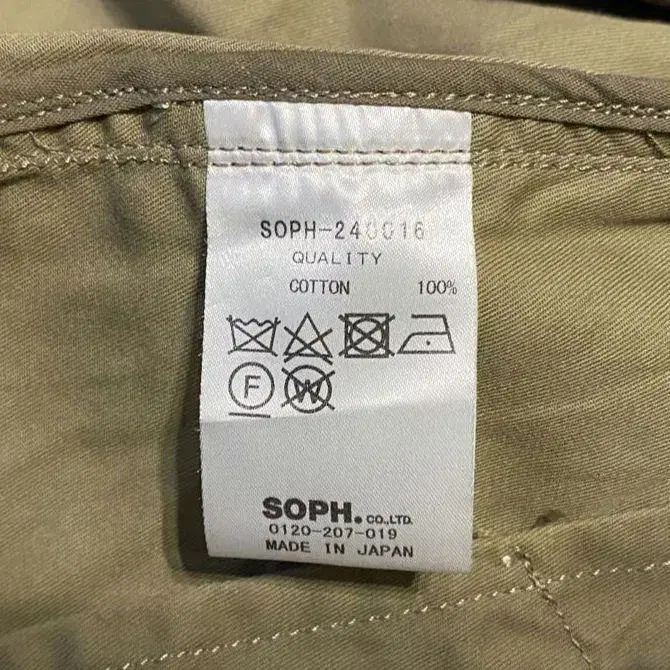 SOPH-240016
QUALITY
COTTON 100%
F
W
SOPH. CO.,LTD.
0120-207-019
MADE IN JAPAN